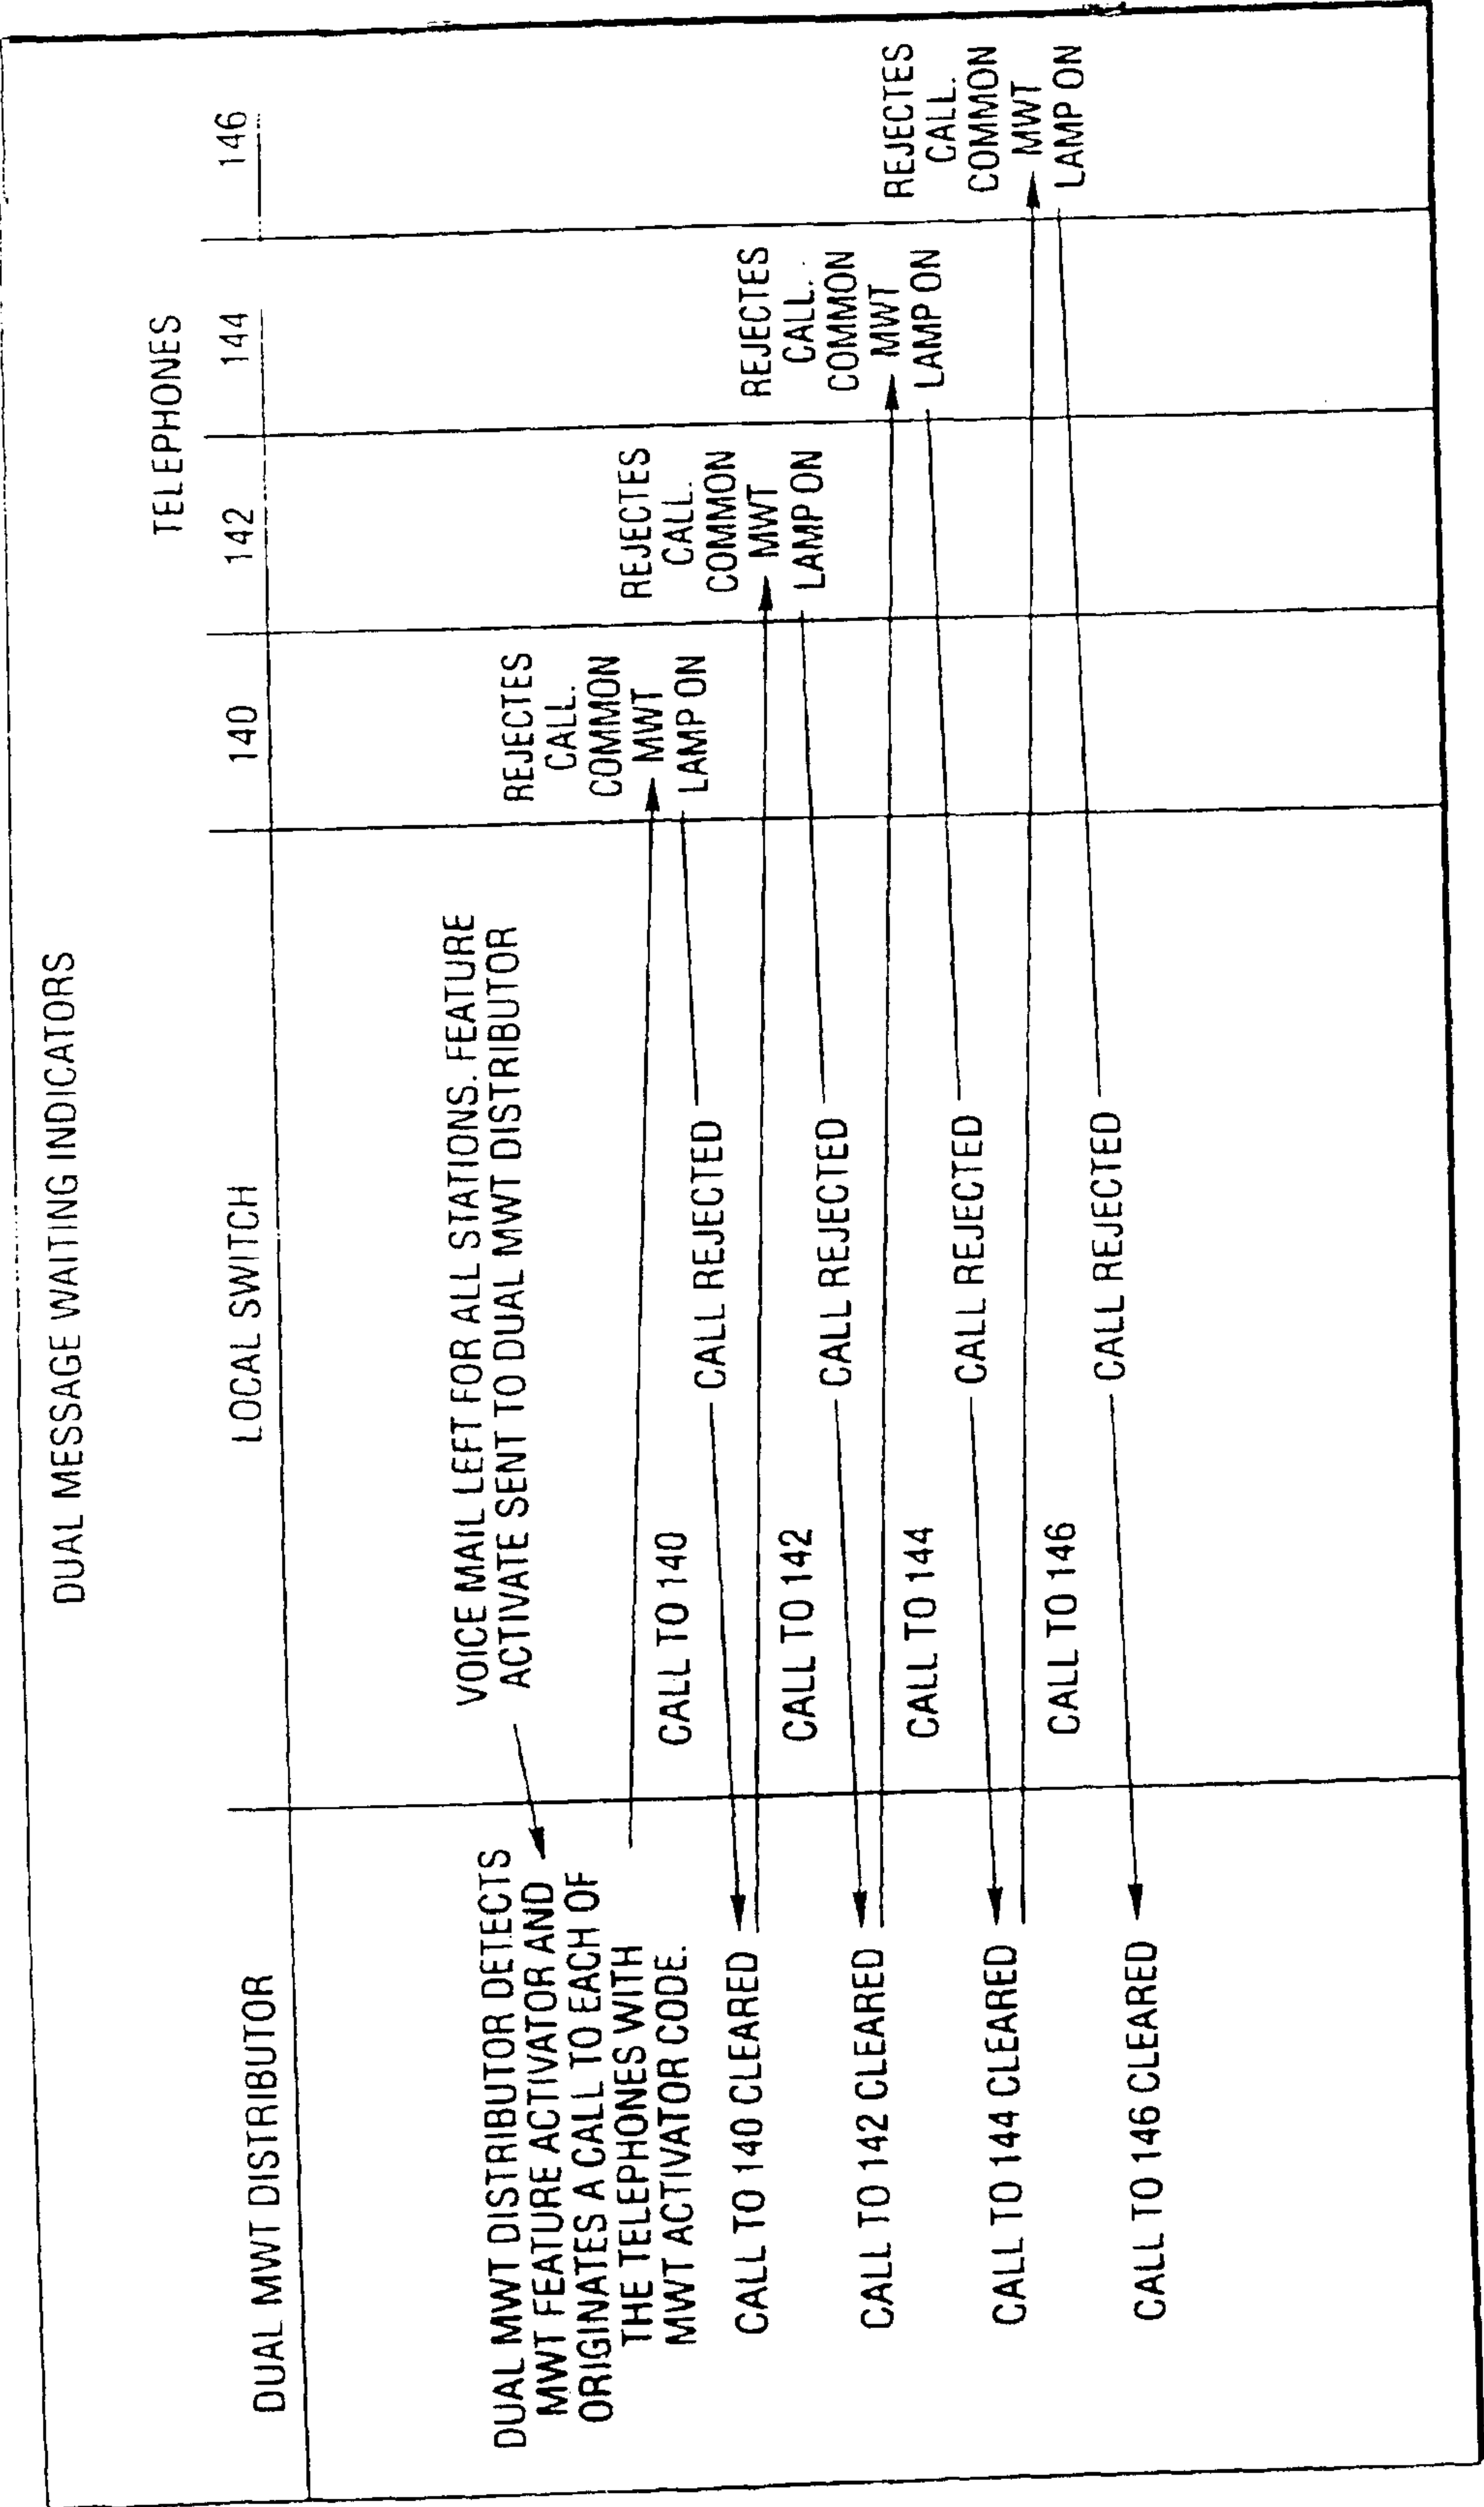 DUAL MESSAGE WAITING INDICATORS
DUAL MWT DISTRIBUTOR
LOCAL SWITCH
TELEPHONES
140
142
144
146
VOICE MAIL LEFT FOR ALL STATIONS. FEATURE
ACTIVATE SENT TO DUAL MWT DISTRIBUTOR
DUAL MWT DISTRIBUTOR DETECTS
MWT FEATURE ACTIVATOR AND
ORIGINATES A CALL TO EACH OF
THE TELEPHONES WITH
MWT ACTIVATOR CODE.
CALL TO 140
REJECTES
CALL.
COMMON
MWT
LAMP ON
CALL REJECTED
CALL TO 140 CLEARED
CALL TO 142
REJECTES
CALL.
COMMON
MWT
LAMP ON
CALL REJECTED
CALL TO 142 CLEARED
CALL TO 144
REJECTES
CALL.
COMMON
MWT
LAMP ON
CALL REJECTED
CALL TO 144 CLEARED
CALL TO 146
REJECTES
CALL.
COMMON
MWT
LAMP ON
CALL REJECTED
CALL TO 146 CLEARED